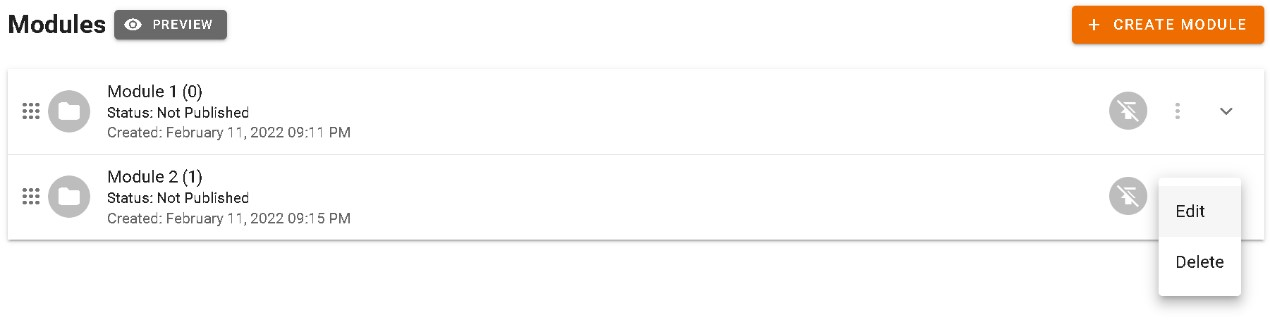 Modules PREVIEW + CREATE MODULE
Module 1 (0)
Status: Not Published
Created: February 11, 2022 09:11 PM
Module 2 (1)
Status: Not Published
Created: February 11, 2022 09:15 PM
Edit
Delete